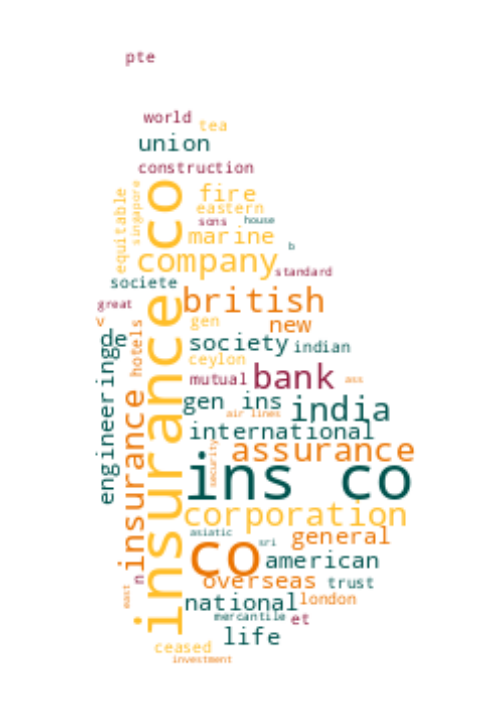 pte
world
tea
union
construction
equitable
singapore
insurance co
fire
eastern
sons
house
marine
b
company
standard
societe
great
british
v
gen
new
de
hotels
society
indian
ceylon
mutual
bank
ass
engineering
insurance
gen ins
india
air lines
international
assurance
security
ins co
corporation
asiatic
sri
general
co
american
n
overseas
trust
east
national
london
mercantile
et
life
ceased
investment